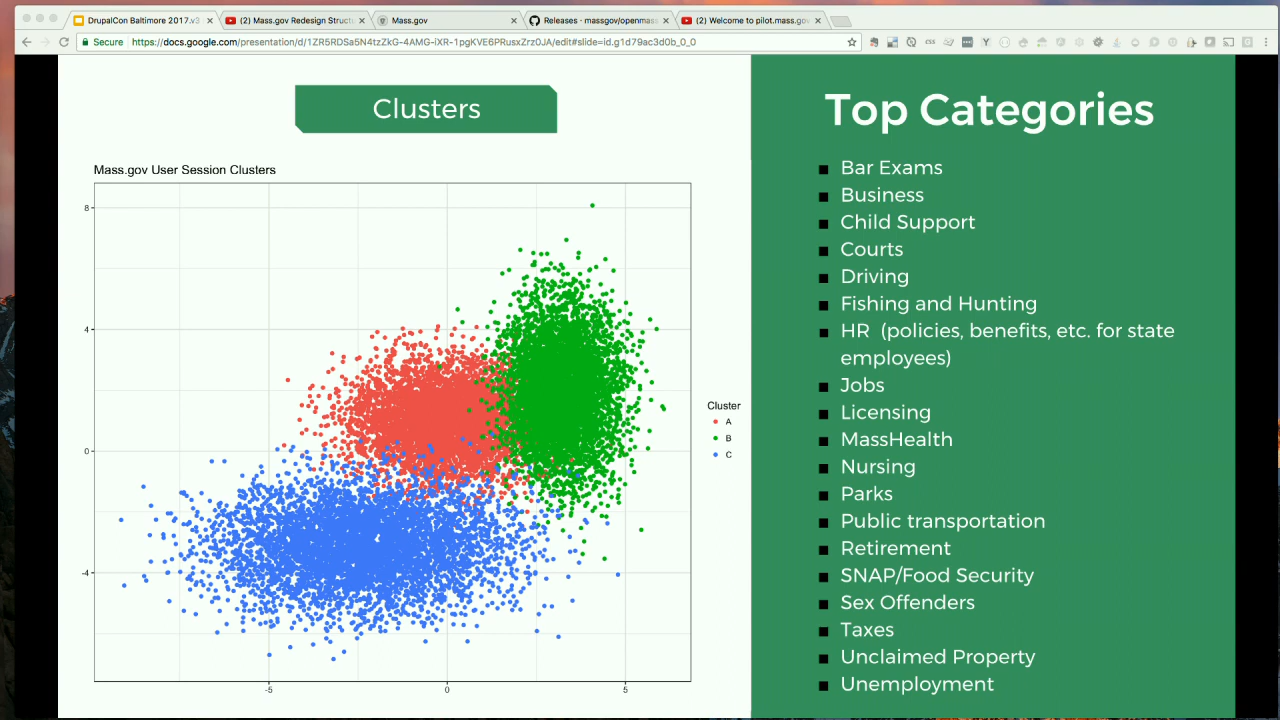 DrupalCon Baltimore 2017.v3
(2) Mass.gov Redesign Struct
Mass.gov
Releases · massgov/openmass
(2) Welcome to pilot.mass.gov
Secure
https://docs.google.com/presentation/d/1ZR5RDSa5N4tzZkG-4AMG-iXR-1pgKVE6PRusxZrz0JA/edit#slide=id.g1d79ac3d0b_0_0
Clusters
Mass.gov User Session Clusters
8
4
0
-4
-5
0
5
Cluster
A
B
C
Top Categories
Bar Exams
Business
Child Support
Courts
Driving
Fishing and Hunting
HR (policies, benefits, etc. for state
employees)
Jobs
Licensing
MassHealth
Nursing
Parks
Public transportation
Retirement
SNAP/Food Security
Sex Offenders
Taxes
Unclaimed Property
Unemployment